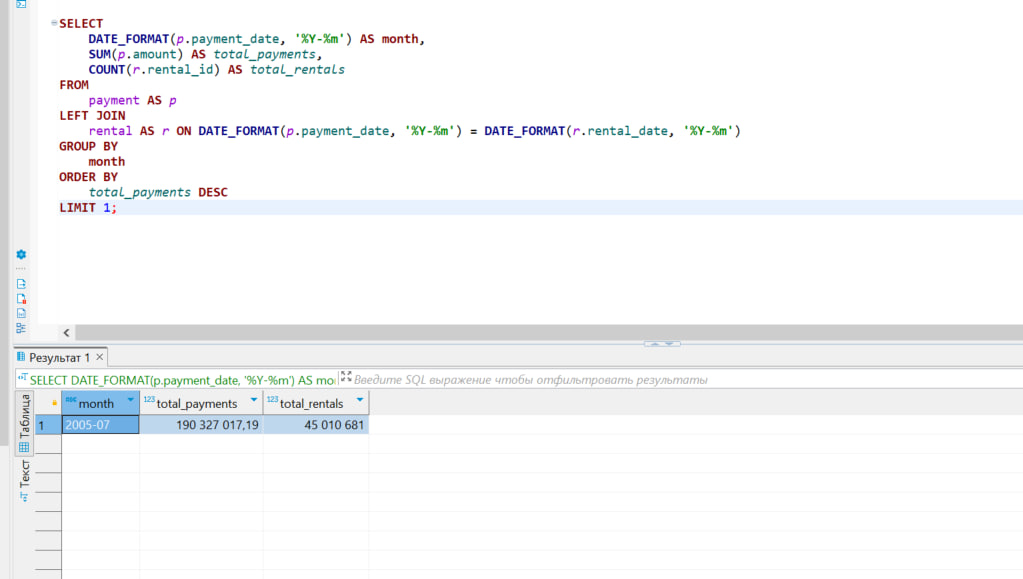 SELECT
DATE_FORMAT(p.payment_date, '%Y-%m') AS month,
SUM(p.amount) AS total_payments,
COUNT(r.rental_id) AS total_rentals
FROM
payment AS p
LEFT JOIN
rental AS r ON DATE_FORMAT(p.payment_date, '%Y-%m') = DATE_FORMAT(r.rental_date, '%Y-%m')
GROUP BY
month
ORDER BY
total_payments DESC
LIMIT 1;
Результат 1
SELECT DATE_FORMAT(p.payment_date, '%Y-%m') AS mo
Введите SQL выражение чтобы отфильтровать результаты
Таблица
Текст
month 123 total_payments 123 total_rentals
1 2005-07 190 327 017,19 45 010 681